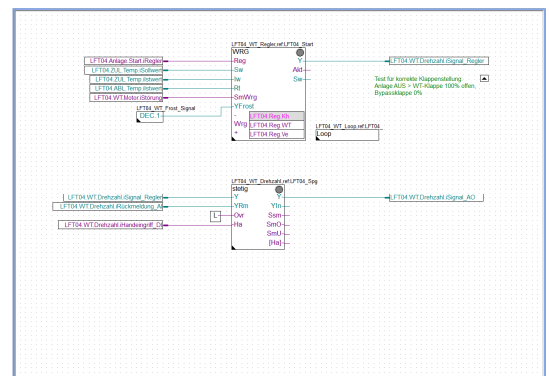 LFT04_WT_Regler.ref:LFT04_Start
WRG
LFT04.Anlage.Start.iRegler
Reg
Y
LFT04.WT.Drehzahl.iSignal_Regler
LFT04.ZUL.Temp.iSollwert
Sw
Akt
LFT04.ZUL.Temp.iIstwert
Iw
Sw
LFT04.ABL.Temp.iIstwert
Rt
LFT04.WT.Motor.iStörung
SmWrg
LFT04_WT_Frost_Signal
YFrost
DEC.1
-
LFT04.Reg.Kh
Wrg
LFT04.Reg.WT
+
LFT04.Reg.Ve
Test für korrekte Klappenstellung:
Anlage AUS > WT-Klappe 100% offen,
Bypassklappe 0%
LFT04_WT_Loop.ref:LFT04_
Loop
LFT04_WT_Drehzahl.ref:LFT04_Spg
stetig
LFT04.WT.Drehzahl.iSignal_Regler
Y
Y
LFT04.WT.Drehzahl.iSignal_AO
LFT04.WT.Drehzahl.iRückmeldung_AI
YRm
YIn
L
Ovr
Ssm
LFT04.WT.Drehzahl.iHandeingriff_DI
Ha
SmO
SmU
[Ha]